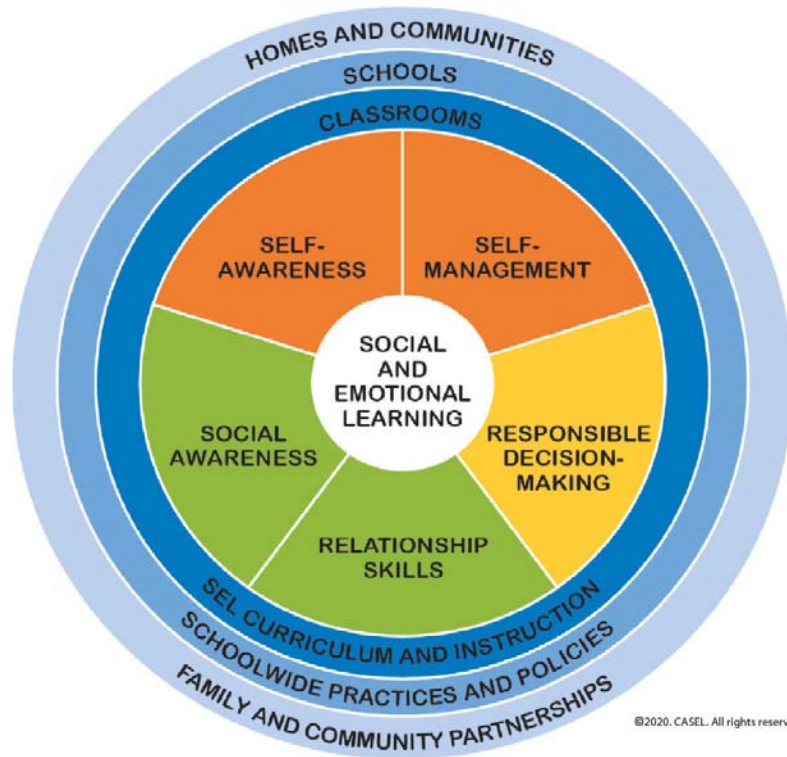 HOMES AND COMMUNITIES
SCHOOLS
CLASSROOMS
SELF-
AWARENESS
SELF-
MANAGEMENT
SOCIAL
AND
EMOTIONAL
LEARNING
SOCIAL
AWARENESS
RESPONSIBLE
DECISION-
MAKING
RELATIONSHIP
SKILLS
SEL CURRICULUM AND INSTRUCTION
SCHOOLWIDE PRACTICES AND POLICIES
FAMILY AND COMMUNITY PARTNERSHIPS
©2020. CASEL. All rights reserv